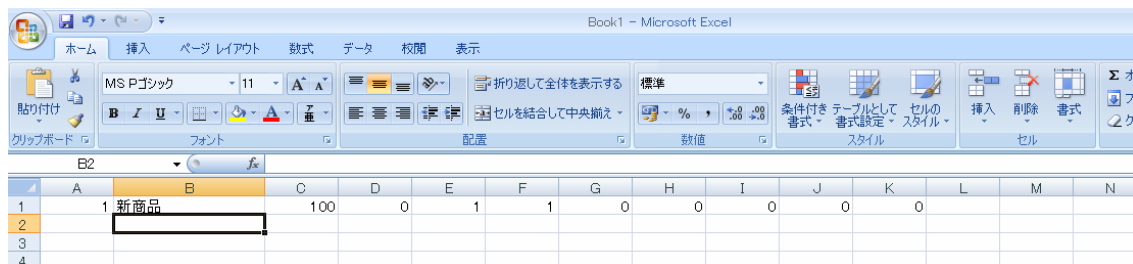 Book1 - Microsoft Excel
ホーム 挿入 ページ レイアウト 数式 データ 校閲 表示
貼り付け
MS Pゴシック 11 A A
B I U A
折り返して全体を表示する
セルを結合して中央揃え
標準
% ,
条件付き書式
テーブルとして書式設定
セルのスタイル
挿入 削除 書式
Σ
クリップボード フォント 配置 数値 スタイル セル
B2 fx
A B C D E F G H I J K L M N
1 1 新商品 100 0 1 1 0 0 0 0 0
2
3
4